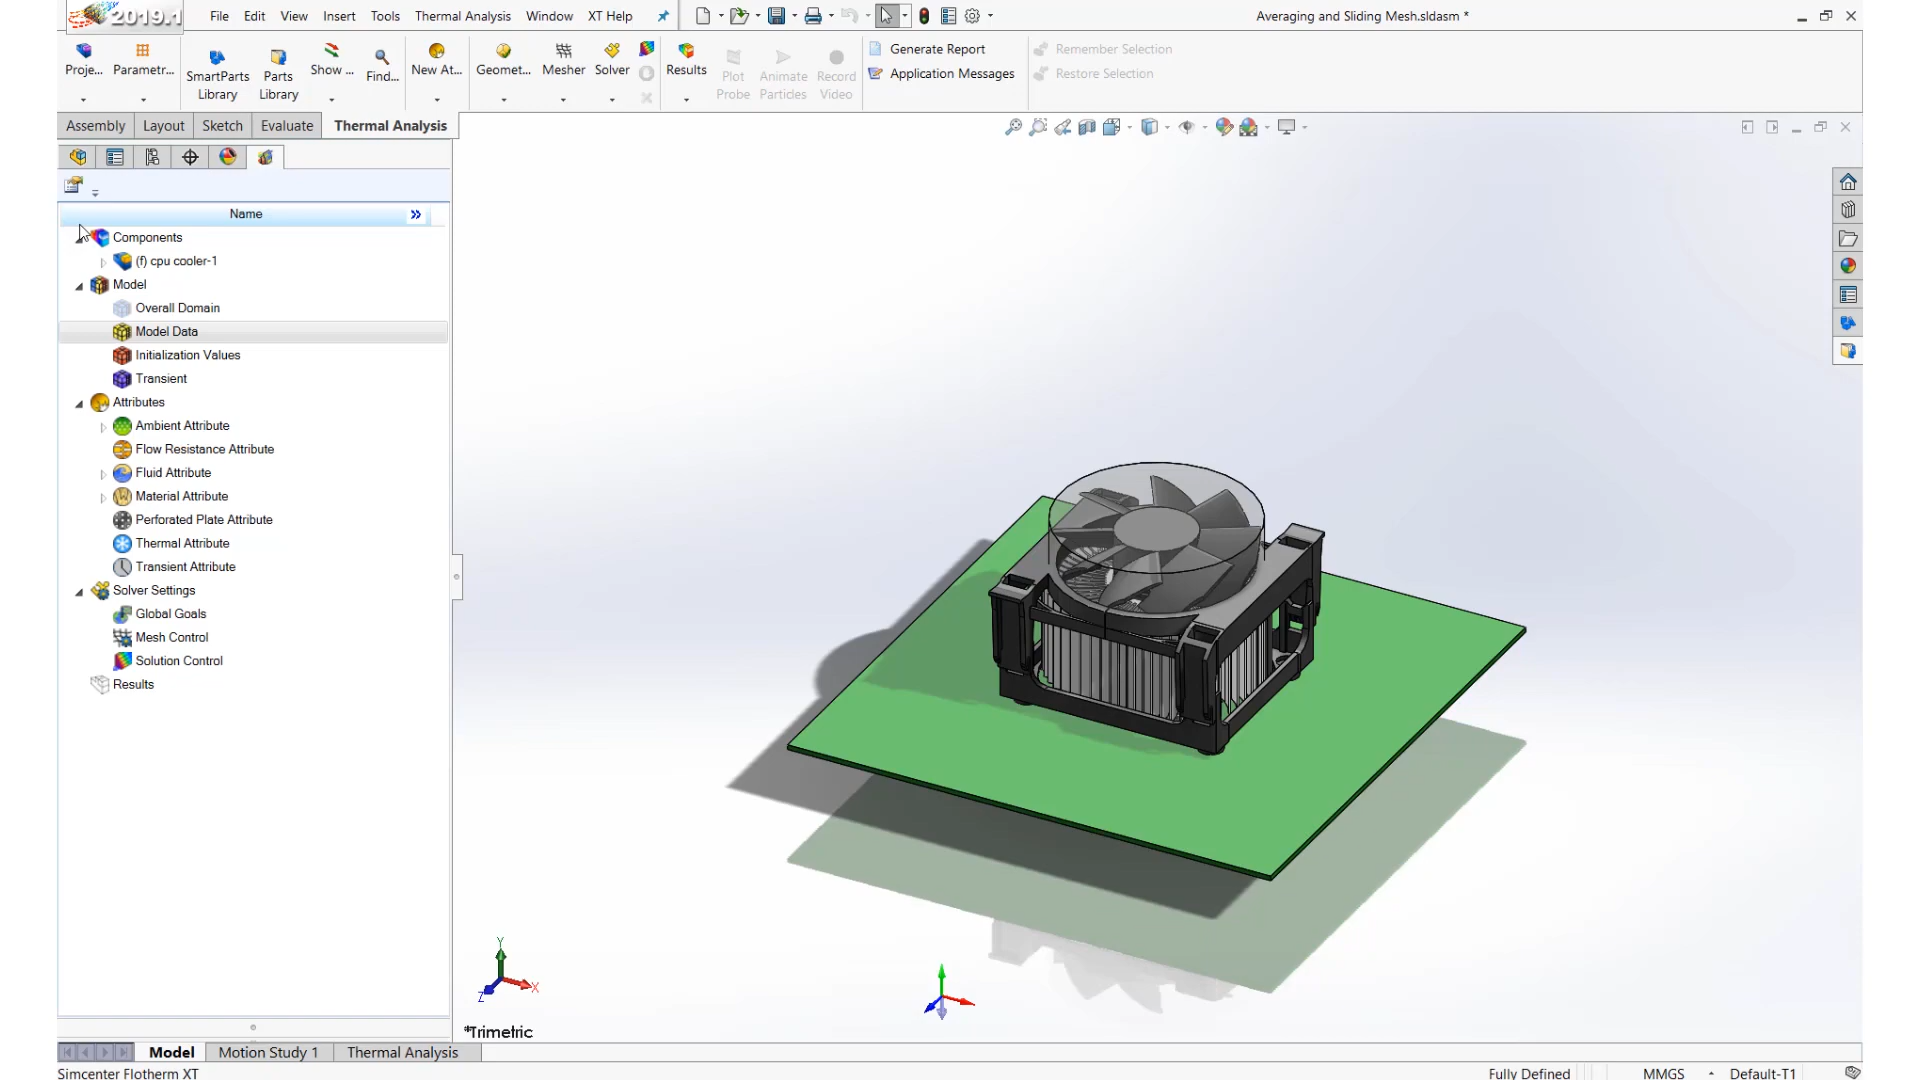 2019.1 File Edit View Insert Tools Thermal Analysis Window XT Help Averaging and Sliding Mesh.sldasm *
Proje... Parametr... SmartParts Library Parts Library Show ... Find... New At... Geomet... Mesher Solver Results Plot Probe Animate Particles Record Video
Generate Report
Application Messages
Remember Selection
Restore Selection
Assembly Layout Sketch Evaluate Thermal Analysis
Name »
Components
(f) cpu cooler-1
Model
Overall Domain
Model Data
Initialization Values
Transient
Attributes
Ambient Attribute
Flow Resistance Attribute
Fluid Attribute
Material Attribute
Perforated Plate Attribute
Thermal Attribute
Transient Attribute
Solver Settings
Global Goals
Mesh Control
Solution Control
Results
Y
X
Z
*Trimetric
Model Motion Study 1 Thermal Analysis
Simcenter Flotherm XT Fully Defined MMGS Default-T1